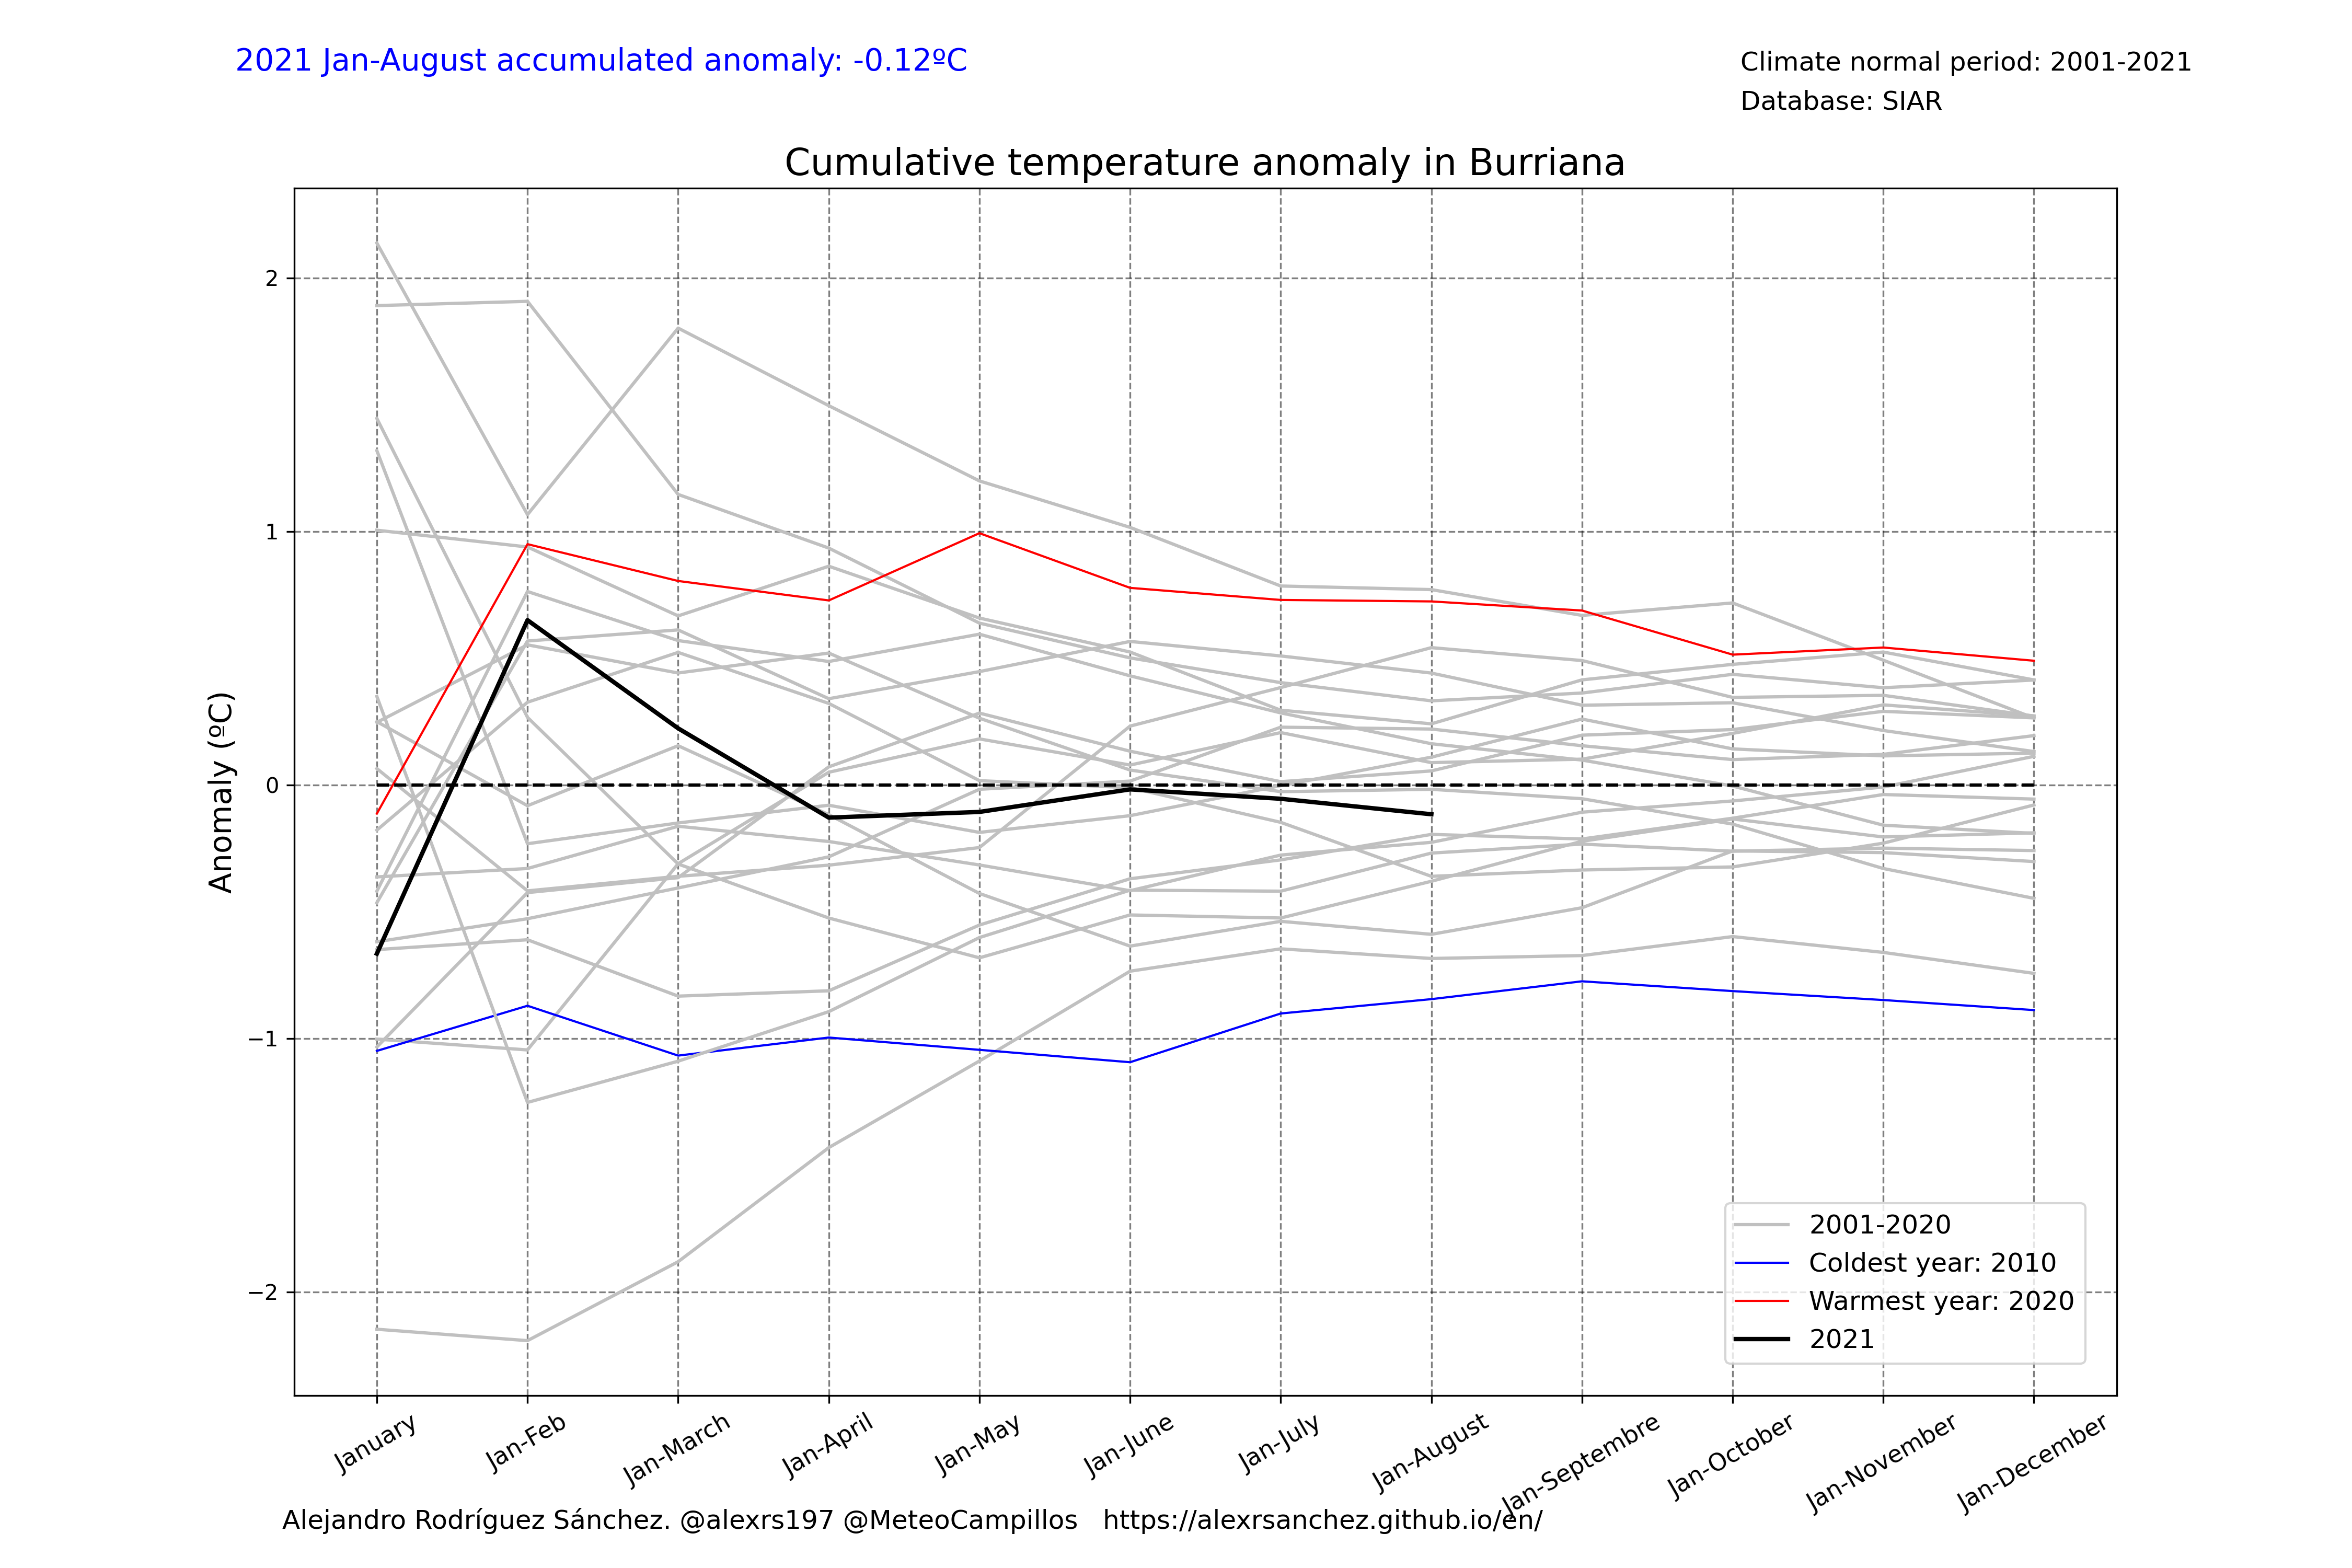 2021 Jan-August accumulated anomaly: -0.12ºC
Climate normal period: 2001-2021
Database: SIAR
Cumulative temperature anomaly in Burriana
Anomaly (ºC)
2
1
0
−1
−2
2001-2020
Coldest year: 2010
Warmest year: 2020
2021
January
Jan-Feb
Jan-March
Jan-April
Jan-May
Jan-June
Jan-July
Jan-August
Jan-Septembre
Jan-October
Jan-November
Jan-December
Alejandro Rodríguez Sánchez. @alexrs197 @MeteoCampillos   https://alexrsanchez.github.io/en/